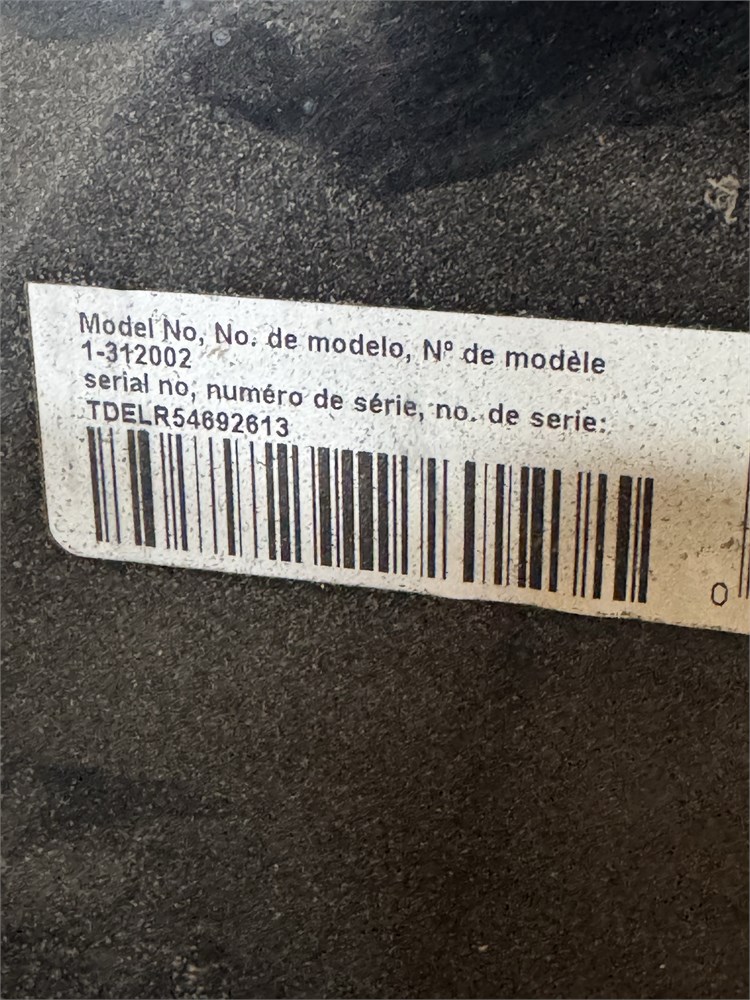 Model No, No. de modelo, Nº de modèle
1-312002
serial no, numéro de série, no. de serie:
TDELR54692613
0